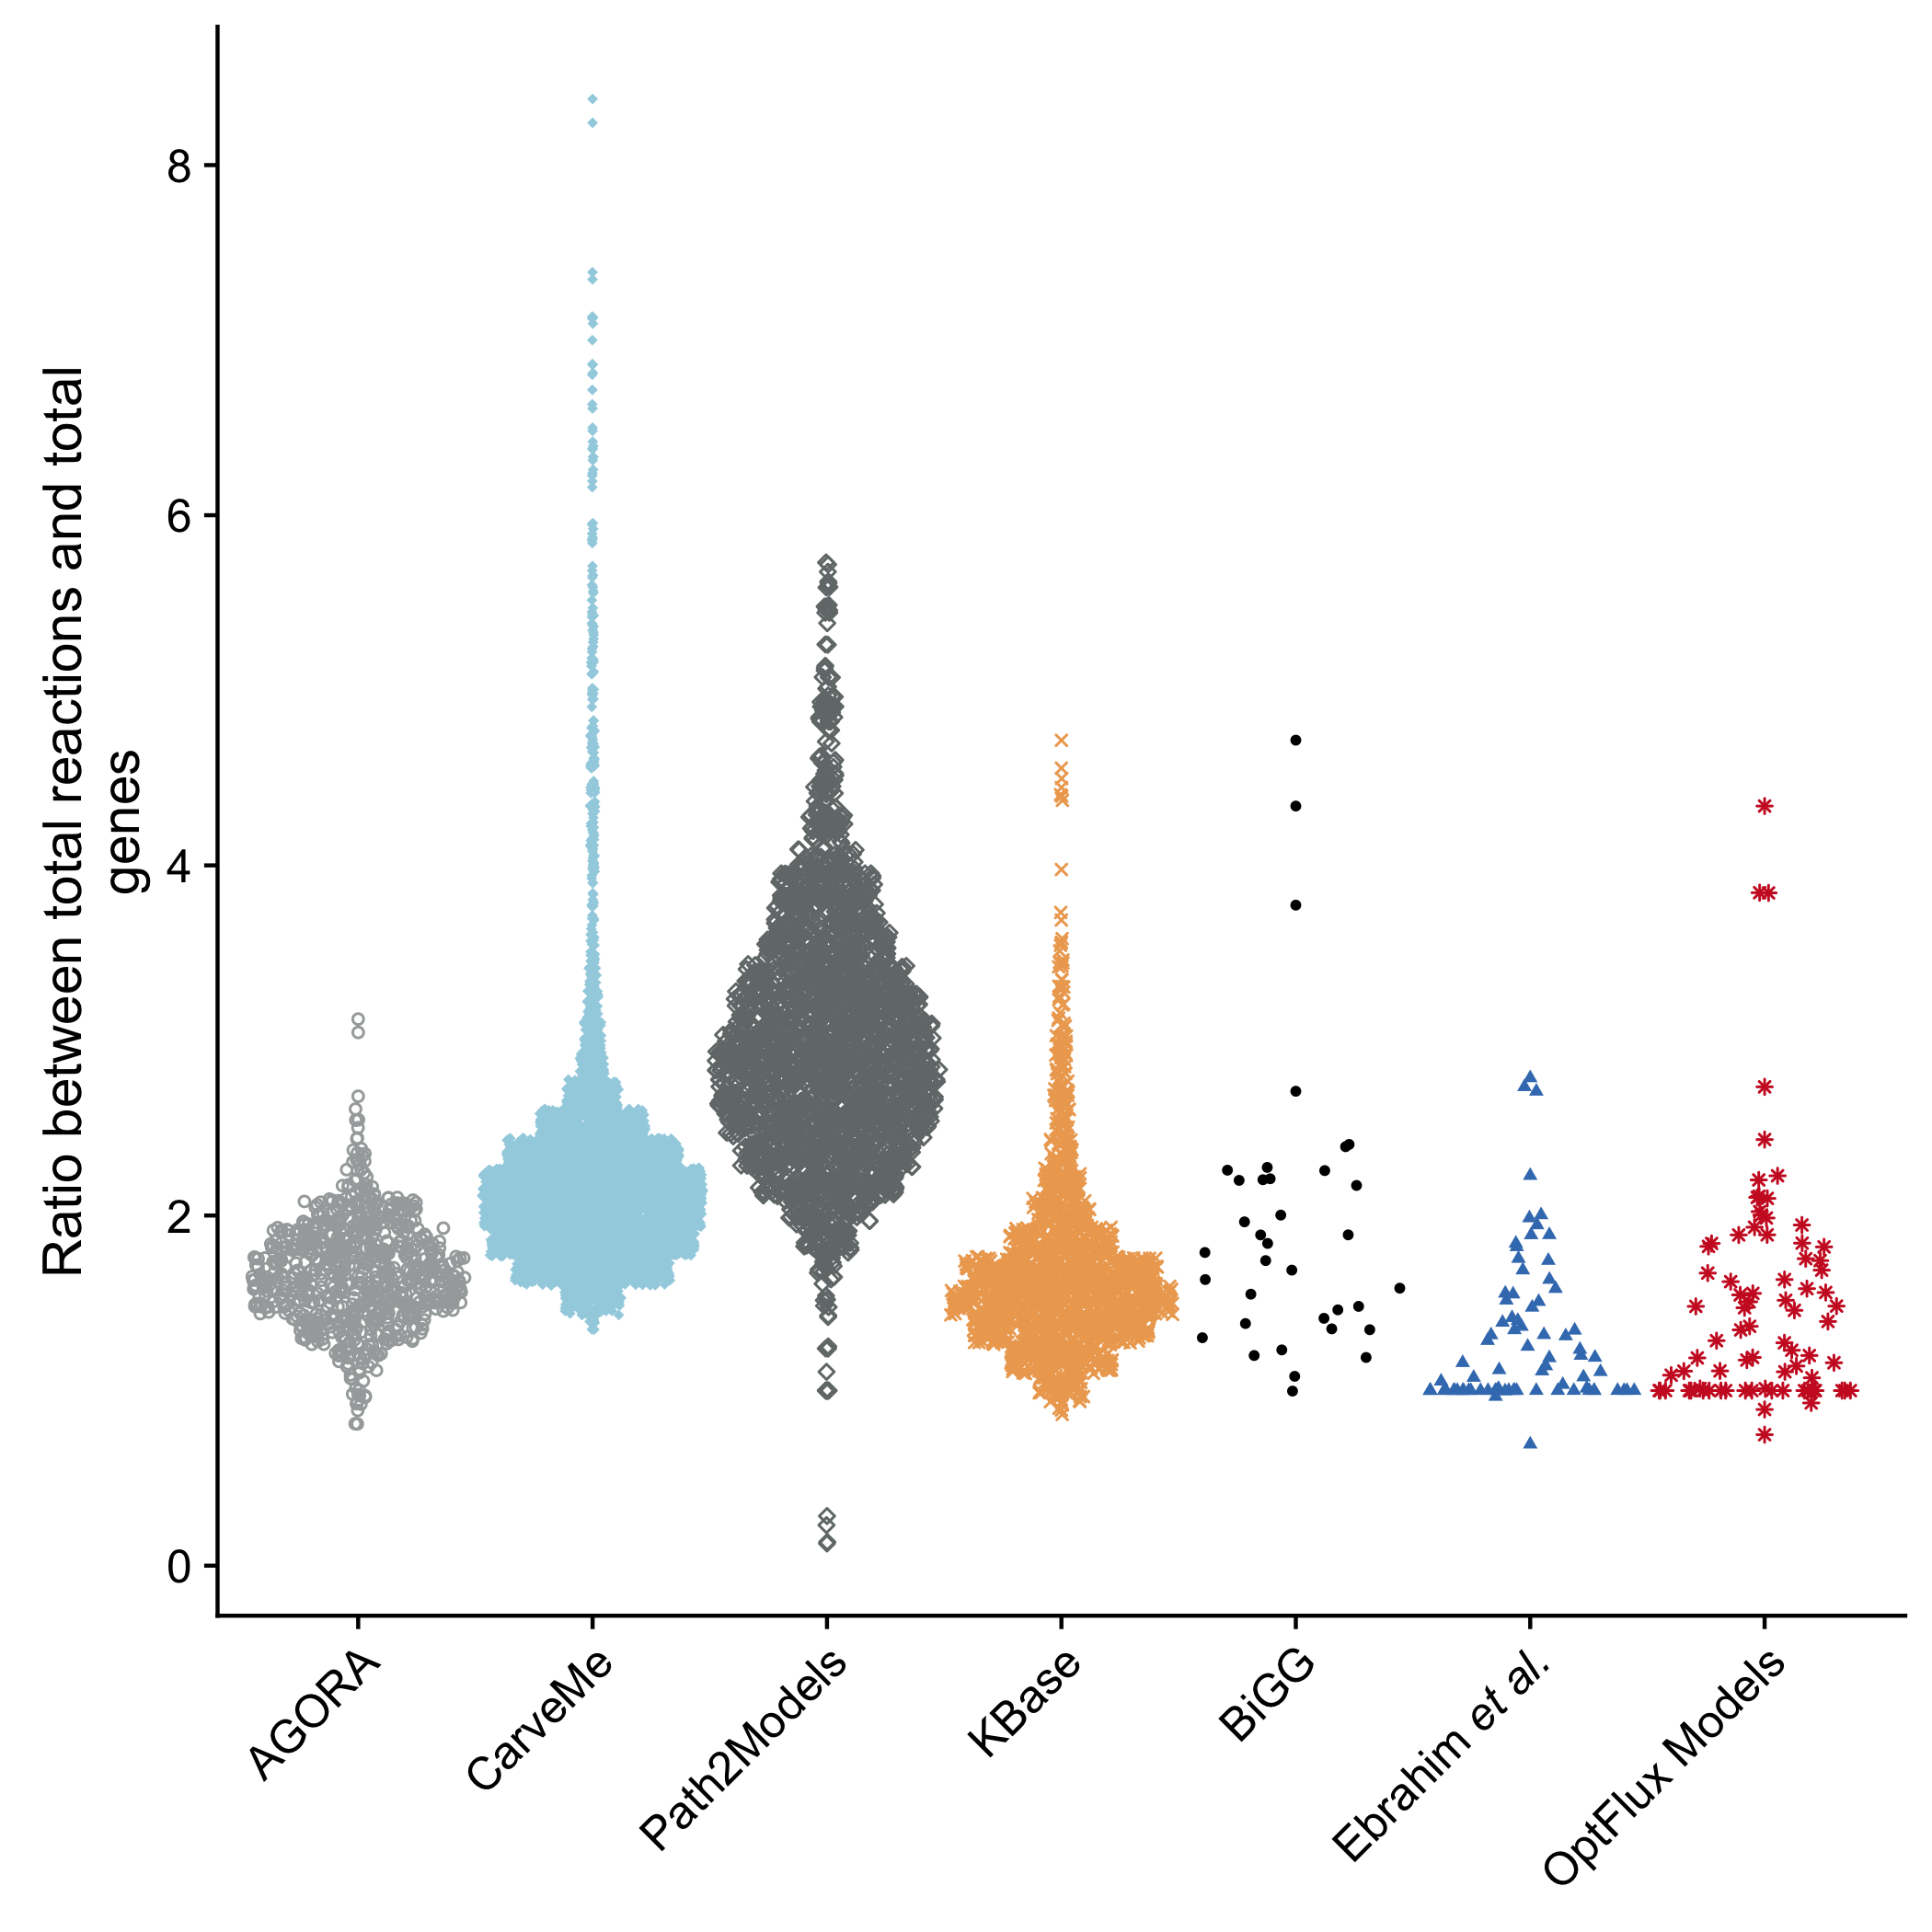 Ratio between total reactions and total
genes
8
6
4
2
0
AGORA
CarveMe
Path2Models
KBase
BiGG
Ebrahim et al.
OptFlux Models